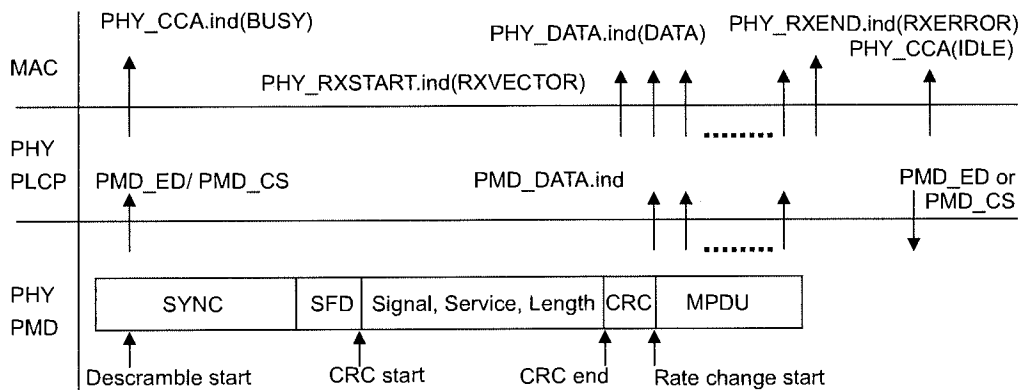 PHY_CCA.ind(BUSY)
PHY_DATA.ind(DATA)
PHY_RXEND.ind(RXERROR)
PHY_CCA(IDLE)
MAC
PHY_RXSTART.ind(RXVECTOR)
PHY
PLCP
PMD_ED/ PMD_CS
PMD_DATA.ind
PMD_ED or
PMD_CS
PHY
PMD
SYNC
SFD
Signal, Service, Length
CRC
MPDU
Descramble start
CRC start
CRC end
Rate change start